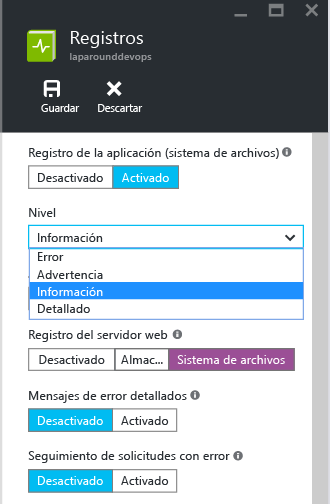 Registros
laparounddevops
Guardar
Descartar
Registro de la aplicación (sistema de archivos)
Desactivado
Activado
Nivel
Información
Error
Advertencia
Información
Detallado
Registro del servidor web
Desactivado
Almac...
Sistema de archivos
Mensajes de error detallados
Desactivado
Activado
Seguimiento de solicitudes con error
Desactivado
Activado